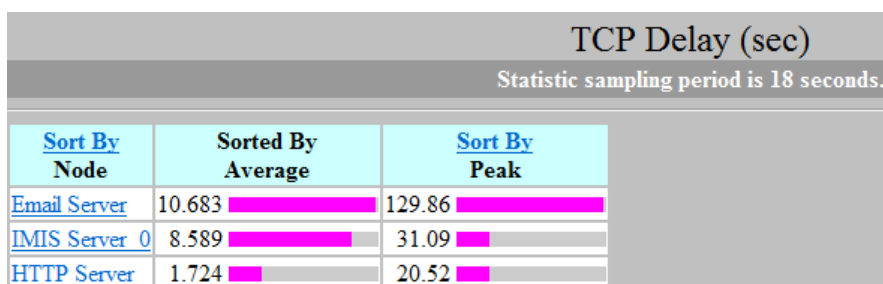 TCP Delay (sec)
Statistic sampling period is 18 seconds.
Sort By Node Sorted By Average Sort By Peak
Email Server 10.683 129.86
IMIS Server_0 8.589 31.09
HTTP Server 1.724 20.52